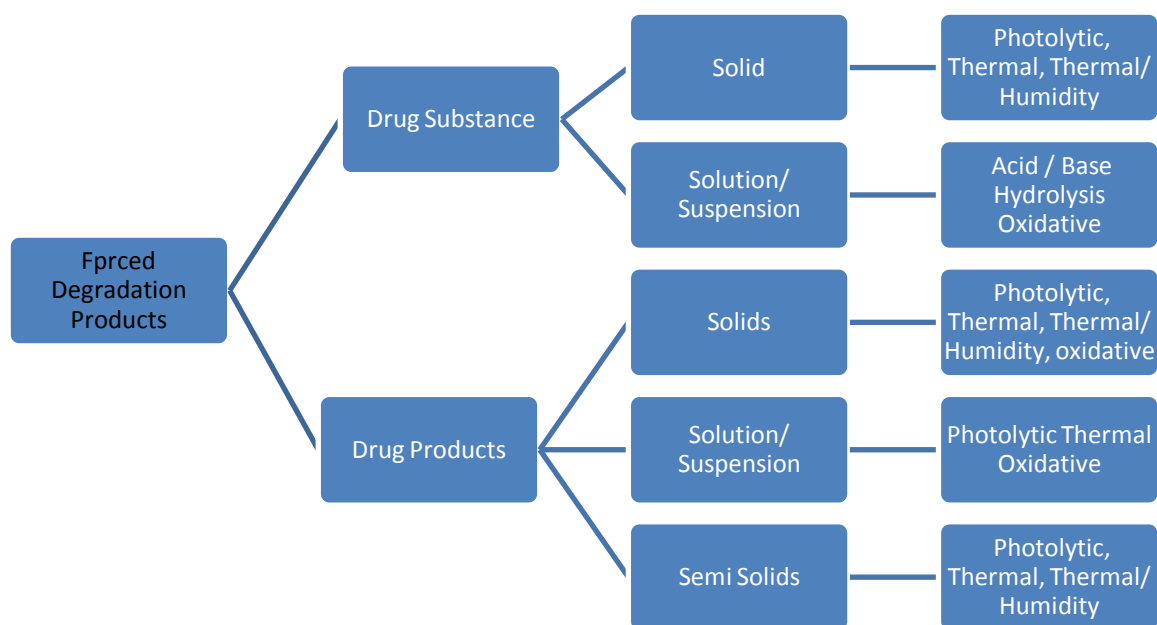 Fprced
Degradation
Products
Drug Substance
Solid
Photolytic,
Thermal, Thermal/
Humidity
Solution/
Suspension
Acid / Base
Hydrolysis
Oxidative
Drug Products
Solids
Photolytic,
Thermal, Thermal/
Humidity, oxidative
Solution/
Suspension
Photolytic Thermal
Oxidative
Semi Solids
Photolytic,
Thermal, Thermal/
Humidity